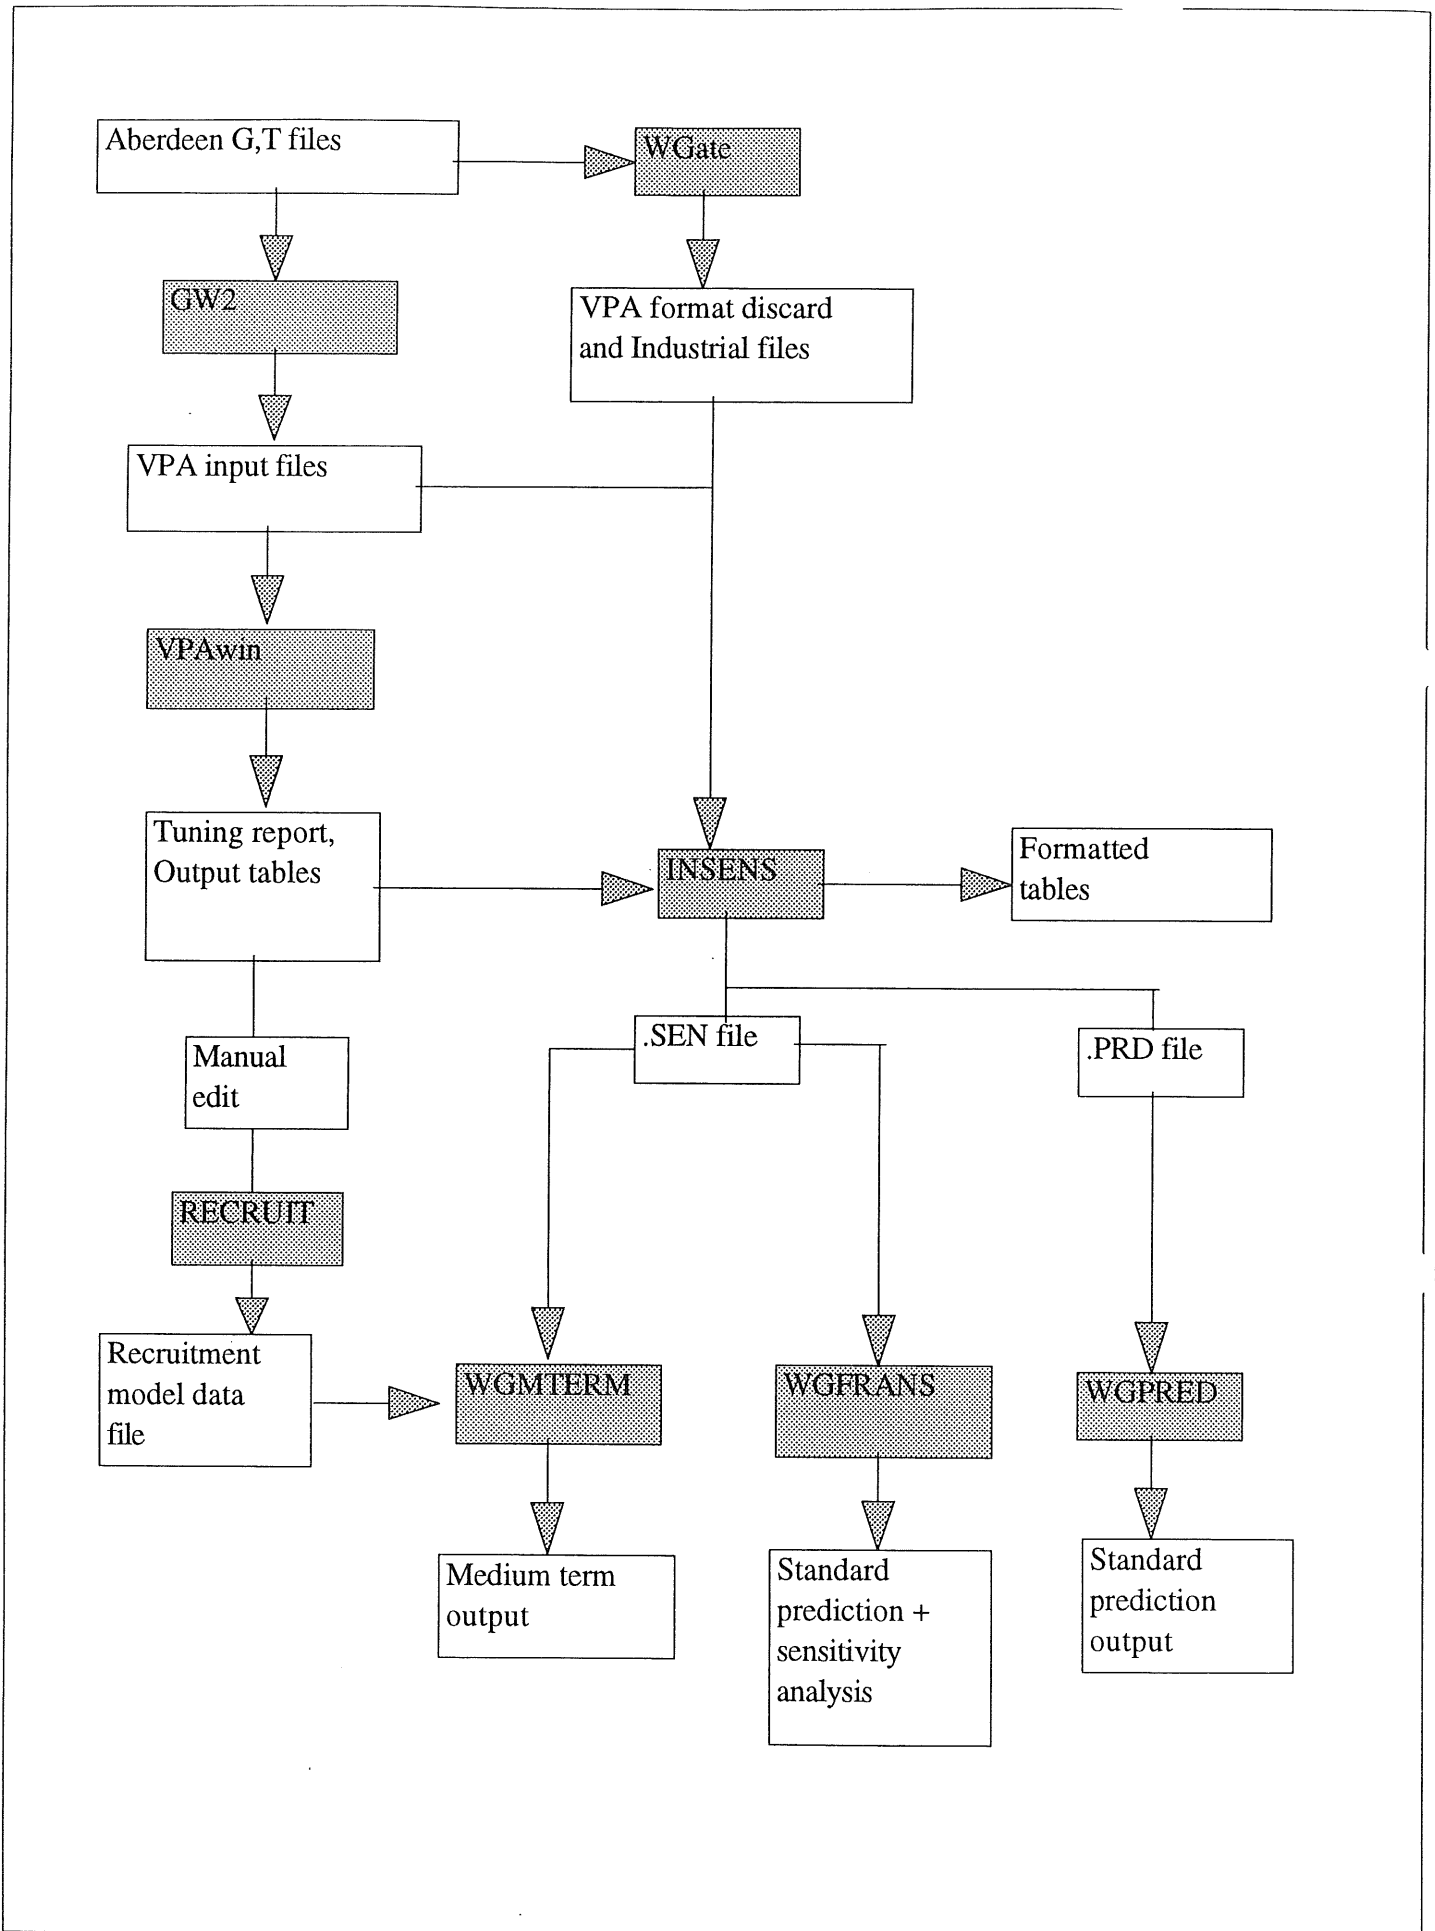 Aberdeen G,T files
WGate
GW2
VPA format discard
and Industrial files
VPA input files
VPAwin
Tuning report,
Output tables
INSENS
Formatted
tables
.SEN file
.PRD file
Manual
edit
RECRUIT
Recruitment
model data
file
WGMTERM
WGFRANS
WGPRED
Medium term
output
Standard
prediction +
sensitivity
analysis
Standard
prediction
output